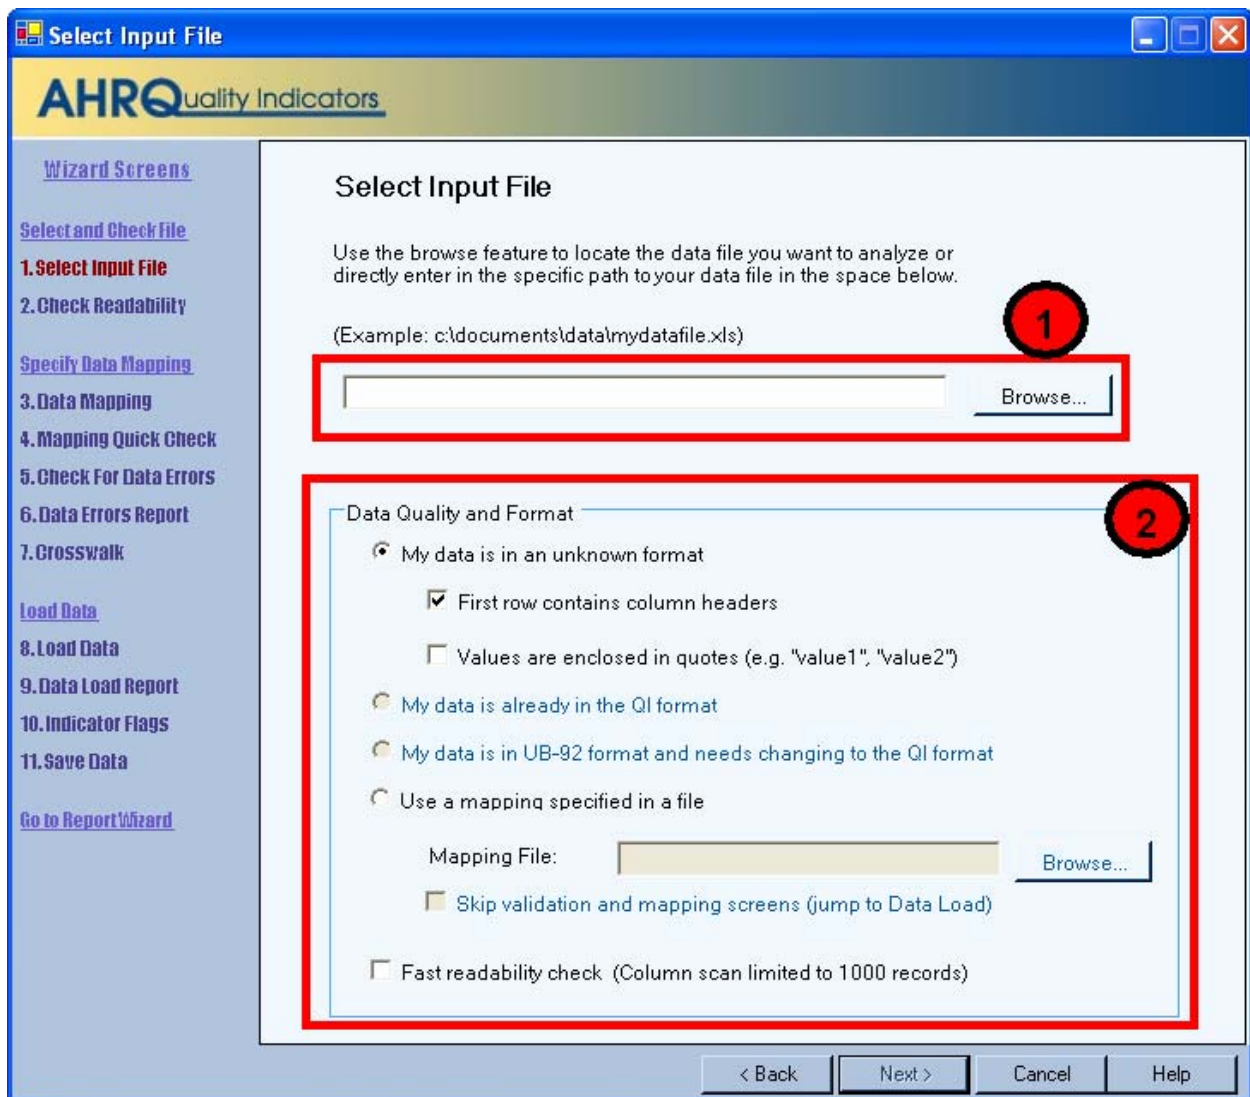 Select Input File
AHRQuality Indicators
Wizard Screens
Select and Check File
1. Select Input File
2. Check Readability
Specify Data Mapping
3. Data Mapping
4. Mapping Quick Check
5. Check For Data Errors
6. Data Errors Report
7. Crosswalk
Load Data
8. Load Data
9. Data Load Report
10. Indicator Flags
11. Save Data
Go to Report Wizard
Select Input File
Use the browse feature to locate the data file you want to analyze or
directly enter in the specific path to your data file in the space below.
(Example: c:\documents\data\mydatafile.xls)
1
Browse...
2
Data Quality and Format
My data is in an unknown format
First row contains column headers
Values are enclosed in quotes (e.g. "value1", "value2")
My data is already in the QI format
My data is in UB-92 format and needs changing to the QI format
Use a mapping specified in a file
Mapping File:
Browse...
Skip validation and mapping screens (jump to Data Load)
Fast readability check (Column scan limited to 1000 records)
< Back
Next >
Cancel
Help